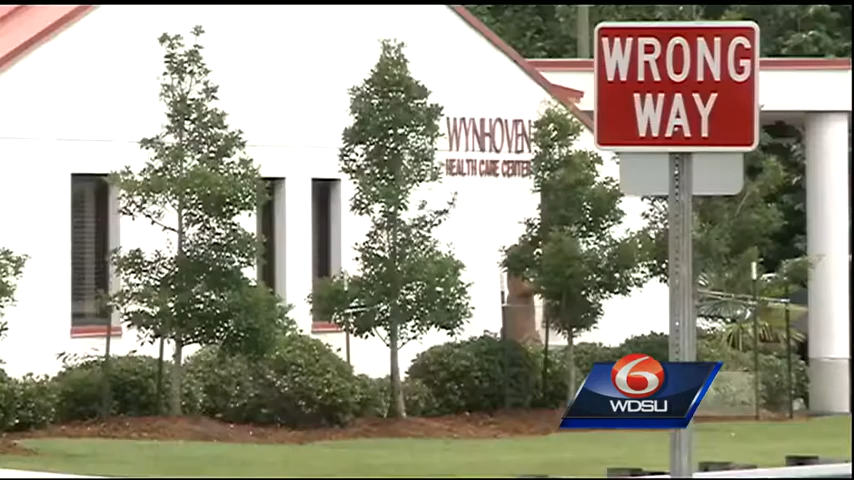 WRONG
WAY
WYNHOVEN
HEALTH CARE CENTER
6
WDSU